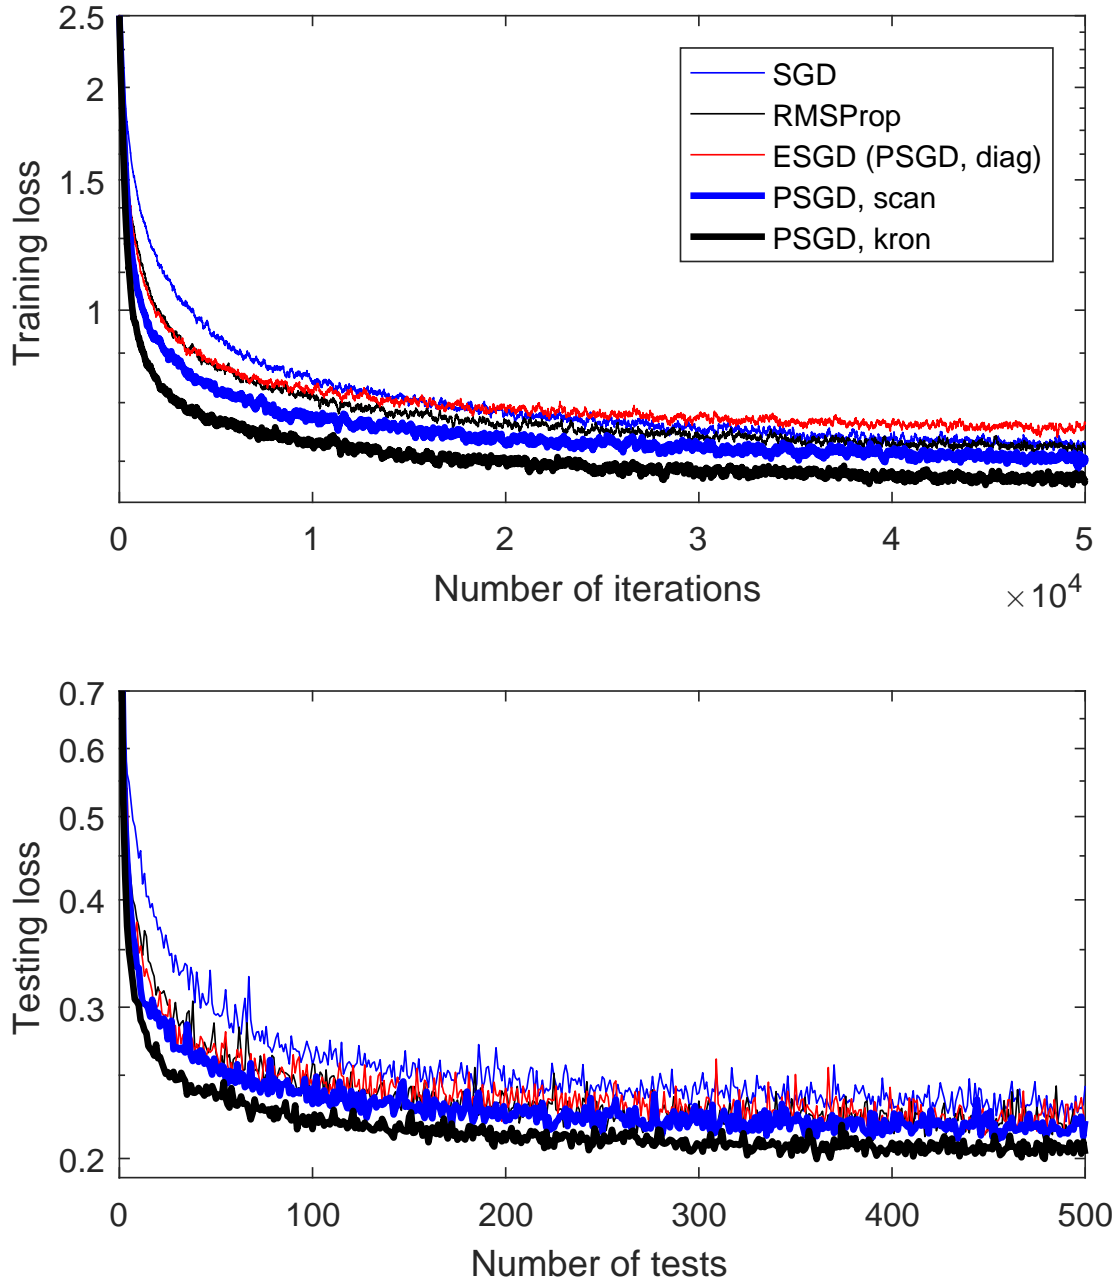 2.5
2
1.5
1
Training loss
SGD
RMSProp
ESGD (PSGD, diag)
PSGD, scan
PSGD, kron
0 1 2 3 4 5
Number of iterations
×10^4
0.7
0.6
0.5
0.4
0.3
0.2
Testing loss
0 100 200 300 400 500
Number of tests